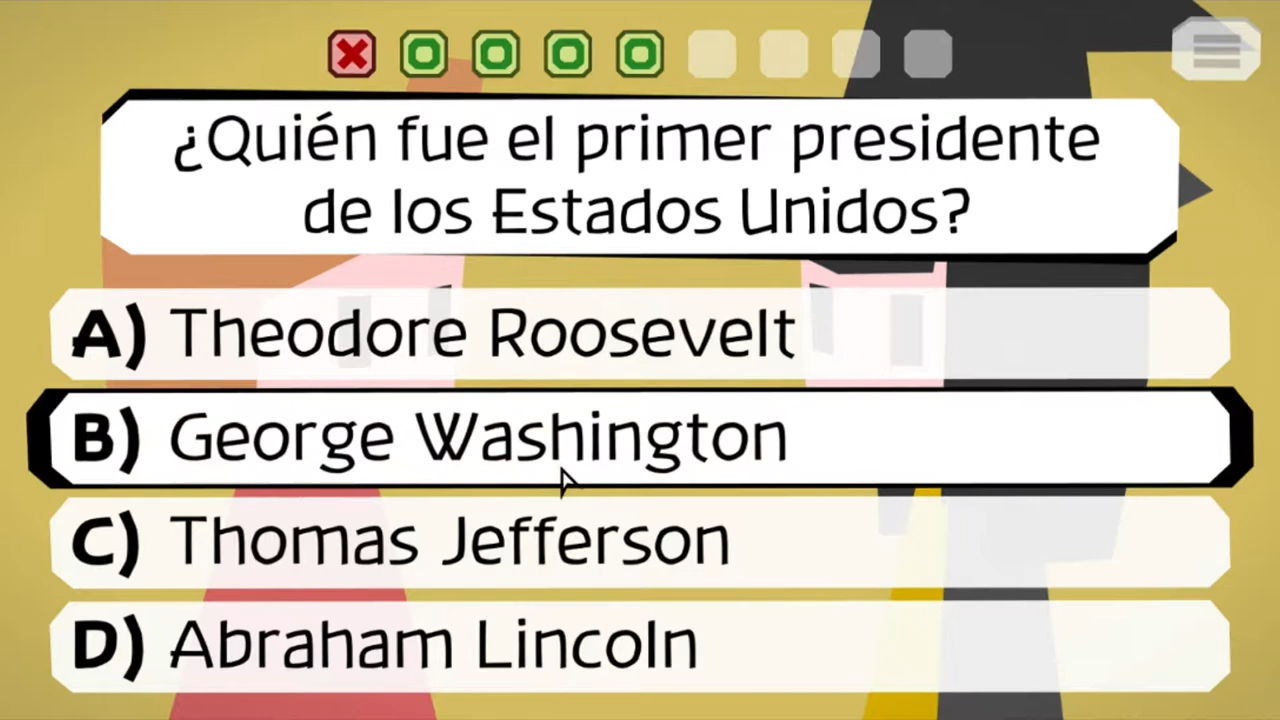 ¿Quién fue el primer presidente
de los Estados Unidos?
A) Theodore Roosevelt
B) George Washington
C) Thomas Jefferson
D) Abraham Lincoln